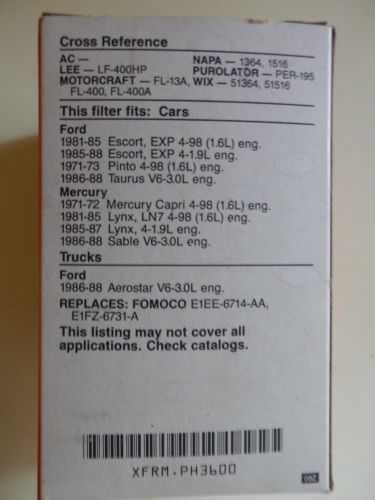 Cross Reference
AC — NAPA — 1364, 1516
LEE — LF-400HP PUROLATOR — PER-195
MOTORCRAFT — FL-13A, WIX — 51364, 51516
FL-400, FL-400A
This filter fits: Cars
Ford
1981-85 Escort, EXP 4-98 (1.6L) eng.
1985-88 Escort, EXP 4-1.9L eng.
1971-73 Pinto 4-98 (1.6L) eng.
1986-88 Taurus V6-3.0L eng.
Mercury
1971-72 Mercury Capri 4-98 (1.6L) eng.
1981-85 Lynx, LN7 4-98 (1.6L) eng.
1985-87 Lynx, 4-1.9L eng.
1986-88 Sable V6-3.0L eng.
Trucks
Ford
1986-88 Aerostar V6-3.0L eng.
REPLACES: FOMOCO E1EE-6714-AA,
E1FZ-6731-A
This listing may not cover all
applications. Check catalogs.
XFRM.PH3600
290